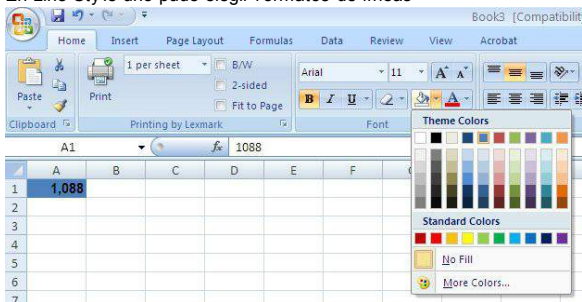 En Line Style uno pude elegir Formatos de líneas
Book3 [Compatibilit
Home Insert Page Layout Formulas Data Review View Acrobat
Paste
Print
1 per sheet
B/W
2-sided
Fit to Page
Arial 11 A A
B I U A
Clipboard Printing by Lexmark Font
Theme Colors
A1 fx 1088
A B C D E F
1 1,088
2
3
4
5
6
7
Standard Colors
No Fill
More Colors...